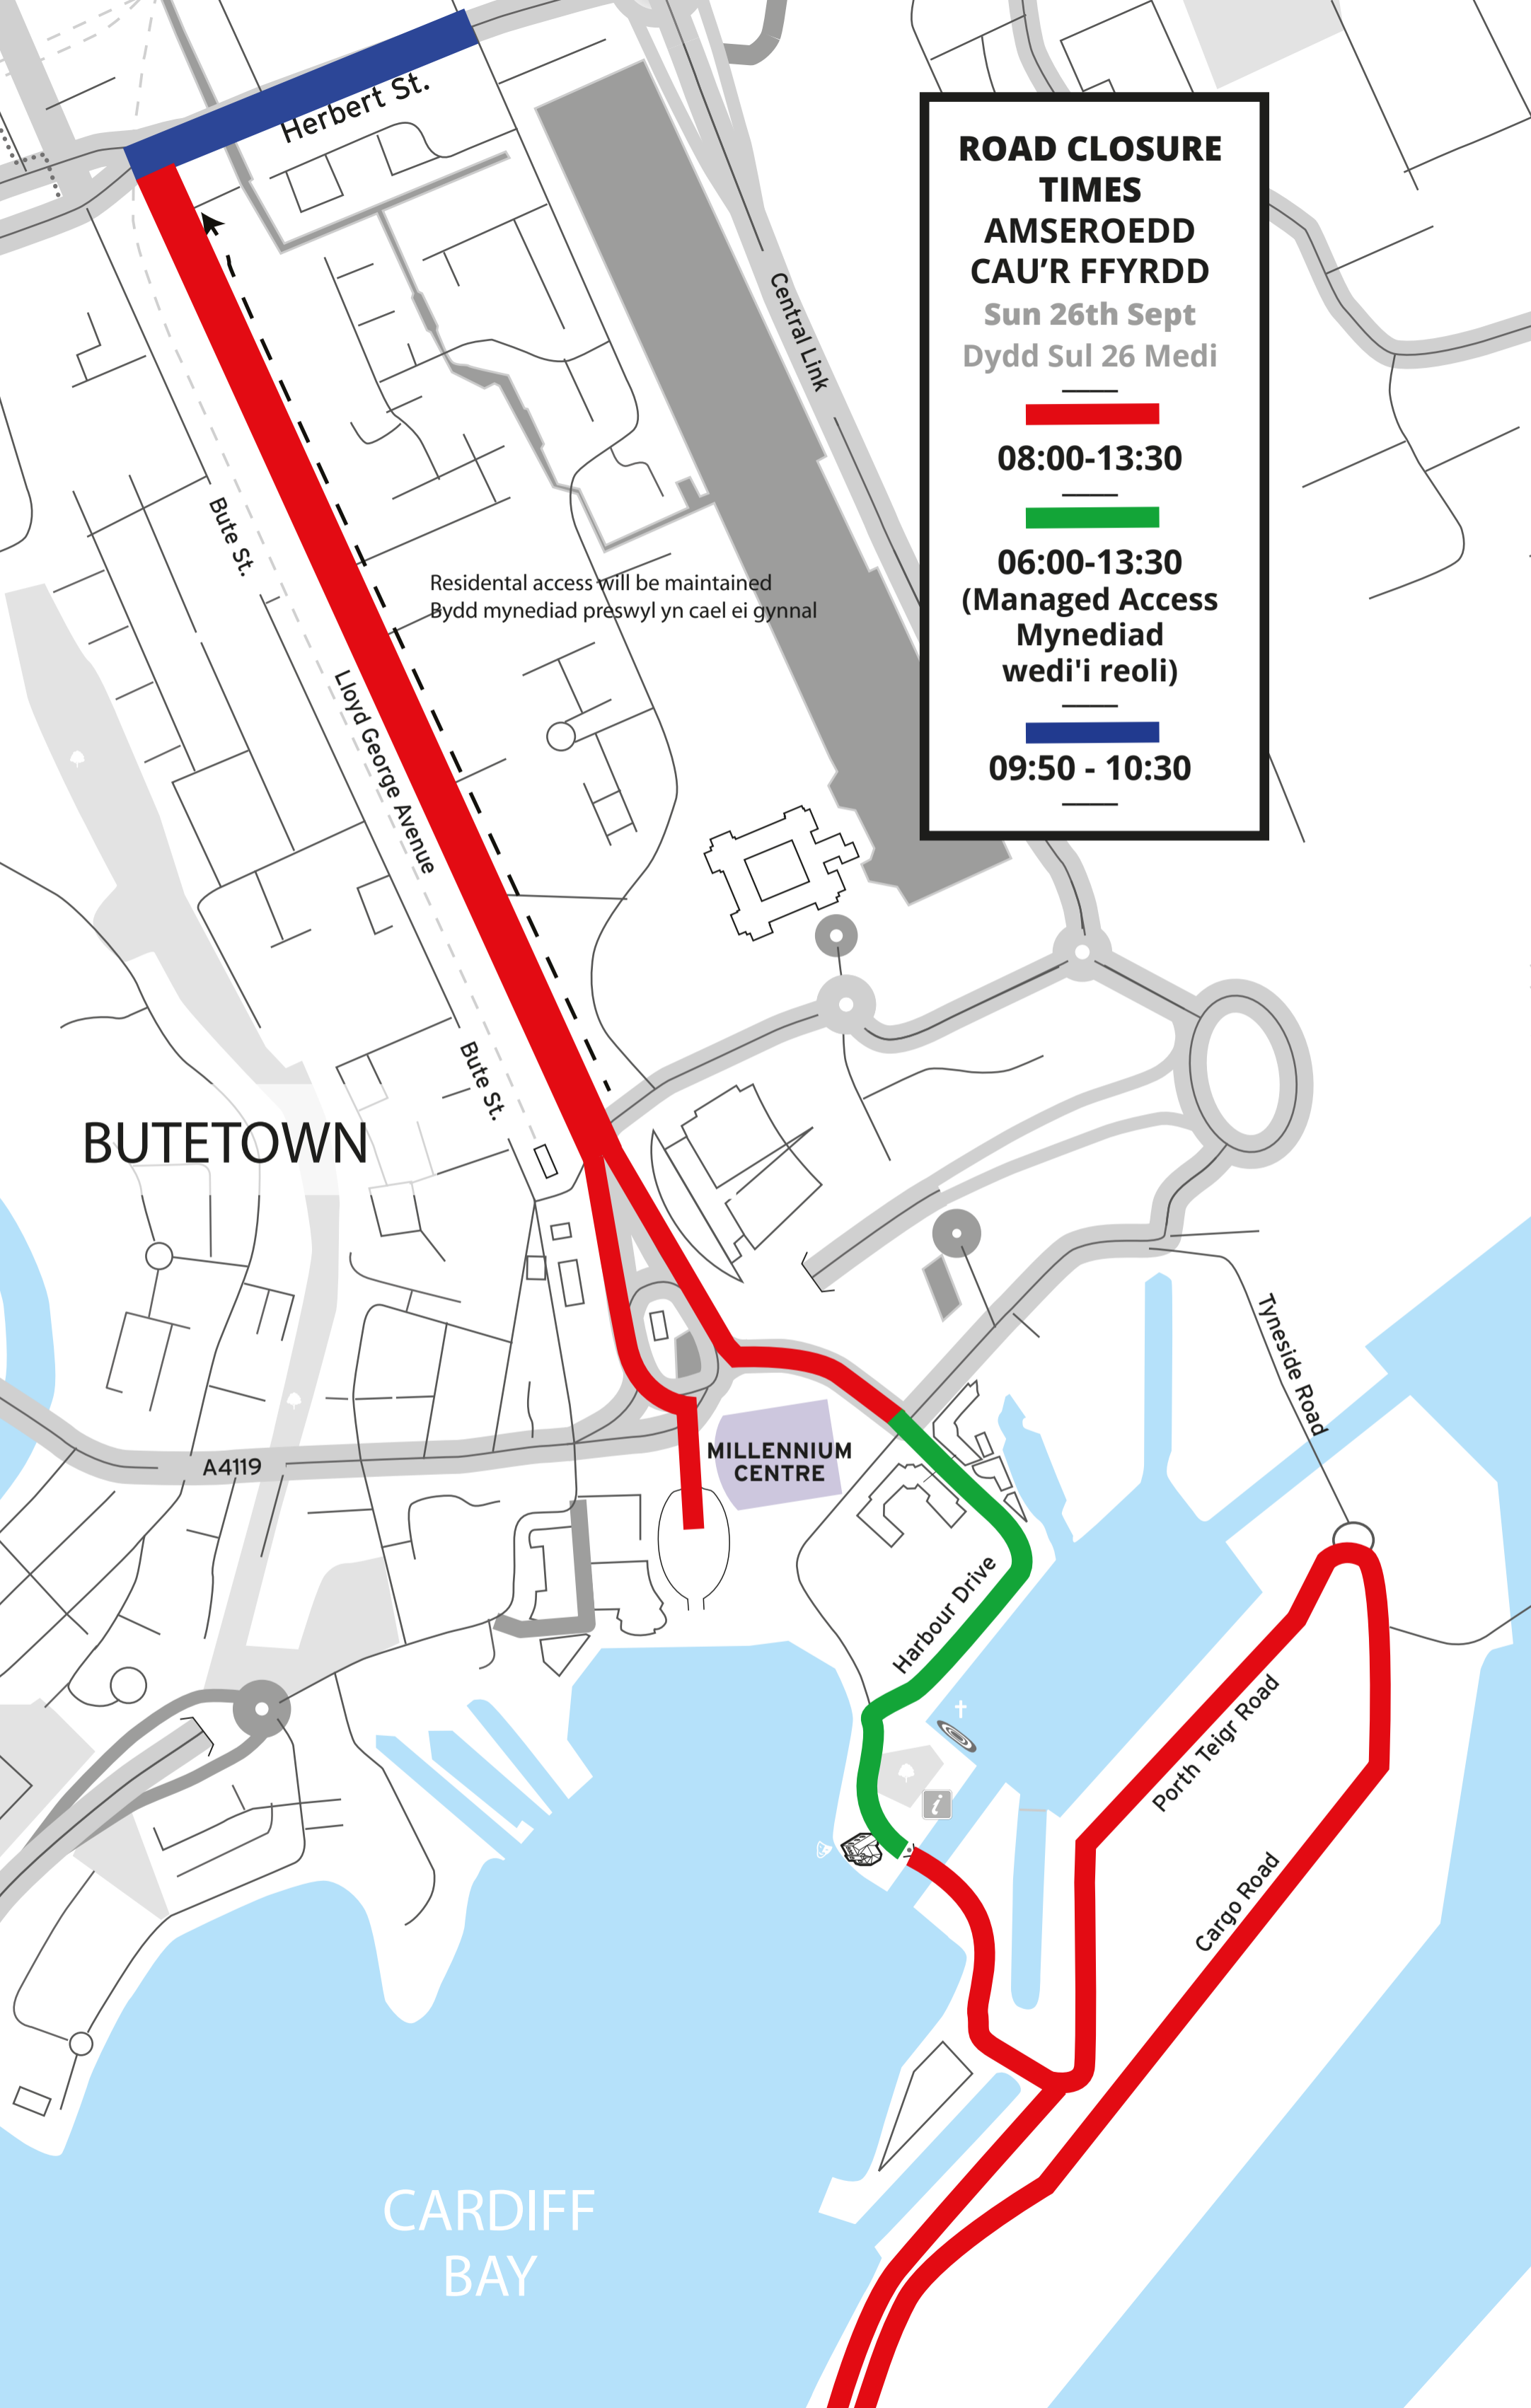 Herbert St.
ROAD CLOSURE
TIMES
AMSEROEDD
CAU'R FFYRDD
Sun 26th Sept
Dydd Sul 26 Medi
08:00-13:30
06:00-13:30
(Managed Access
Mynediad
wedi'i reoli)
09:50 - 10:30
Central Link
Bute St.
Residental access will be maintained
Bydd mynediad preswyl yn cael ei gynnal
Lloyd George Avenue
Bute St.
BUTETOWN
Tyneside Road
A4119
MILLENNIUM
CENTRE
Harbour Drive
Porth Teigr Road
i
Cargo Road
CARDIFF
BAY